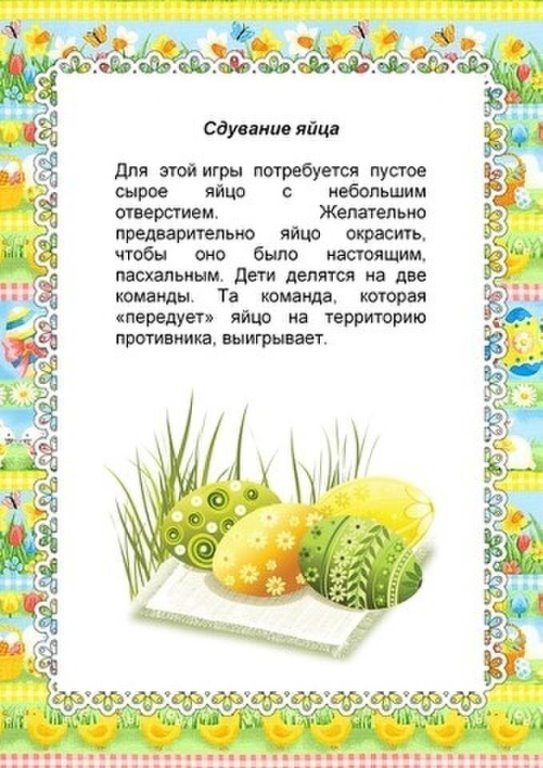 Сдувание яйца
Для этой игры потребуется пустое
сырое яйцо с небольшим
отверстием. Желательно
предварительно яйцо окрасить,
чтобы оно было настоящим,
пасхальным. Дети делятся на две
команды. Та команда, которая
«передует» яйцо на территорию
противника, выигрывает.